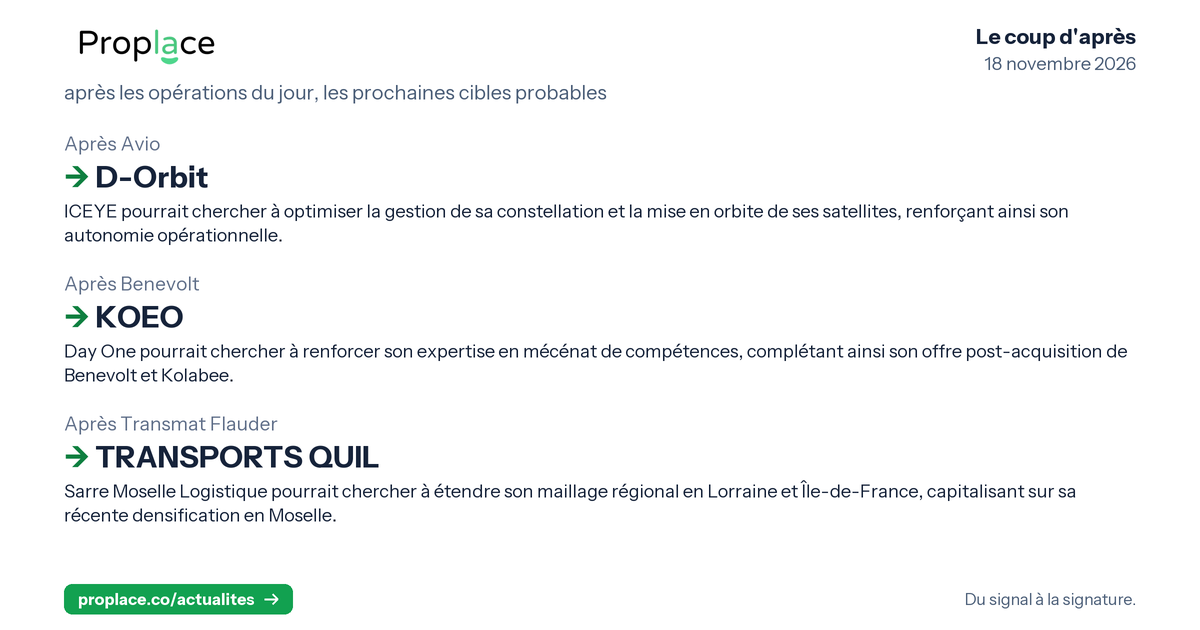 Proplace
Le coup d'après
18 novembre 2026
après les opérations du jour, les prochaines cibles probables
Après Avio
→ D-Orbit
ICEYE pourrait chercher à optimiser la gestion de sa constellation et la mise en orbite de ses satellites, renforçant ainsi son
autonomie opérationnelle.
Après Benevolt
→ KOEO
Day One pourrait chercher à renforcer son expertise en mécénat de compétences, complétant ainsi son offre post-acquisition de
Benevolt et Kolabee.
Après Transmat Flauder
→ TRANSPORTS QUIL
Sarre Moselle Logistique pourrait chercher à étendre son maillage régional en Lorraine et Île-de-France, capitalisant sur sa
récente densification en Moselle.
proplace.co/actualites →
Du signal à la signature.